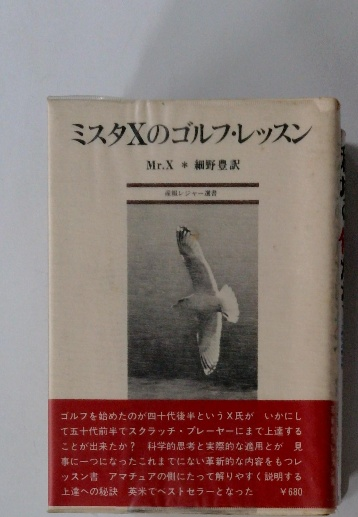 ミスタXのゴルフ・レッスン
Mr.X * 細野豊訳
産報レジャー選書
ゴルフを始めたのが四十代後半というX氏が いかにし
て五十代前半でスクラッチ・プレーヤーにまで上達する
ことが出来たか? 科学的思考と実際的な適用とが 見
事に一つになったこれまでにない革新的な内容をもつレ
ッスン書 アマチュアの側にたって解りやすく説明する
上達への秘訣 英米でベストセラーとなった ¥680